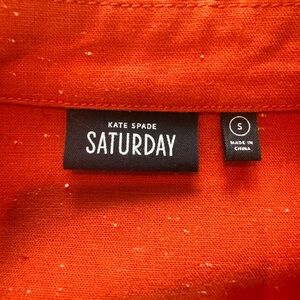 KATE SPADE
SATURDAY
S
MADE IN
CHINA